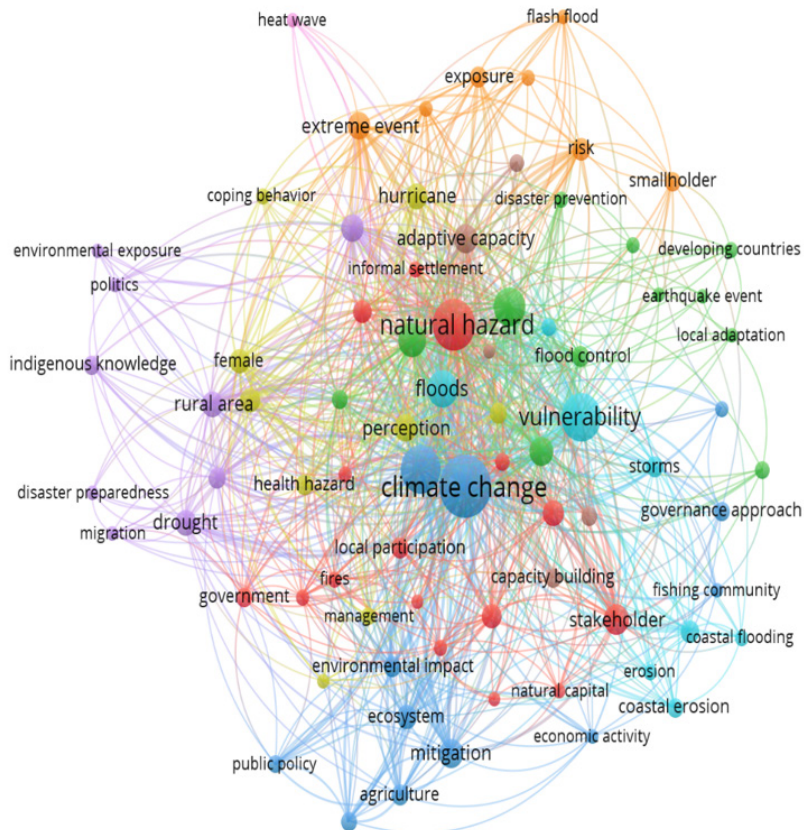 heat wave
flash flood
exposure
extreme event
risk
smallholder
coping behavior
hurricane
disaster prevention
adaptive capacity
environmental exposure
developing countries
informal settlement
politics
earthquake event
natural hazard
local adaptation
flood control
female
indigenous knowledge
floods
rural area
vulnerability
perception
storms
health hazard
climate change
disaster preparedness
governance approach
drought
migration
local participation
capacity building
fires
fishing community
government
management
stakeholder
coastal flooding
environmental impact
erosion
natural capital
coastal erosion
ecosystem
economic activity
mitigation
public policy
agriculture